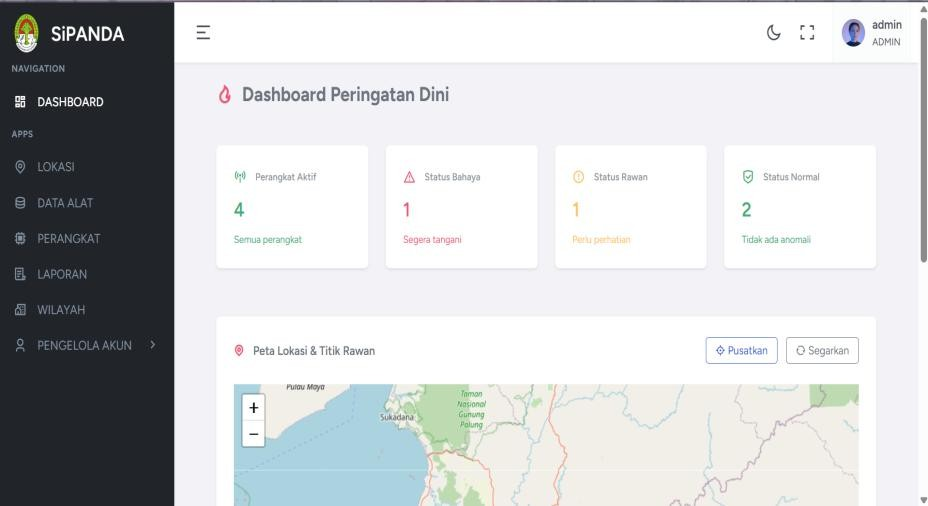 SiPANDA
NAVIGATION
DASHBOARD
APPS
LOKASI
DATA ALAT
PERANGKAT
LAPORAN
WILAYAH
PENGELOLA AKUN
admin
ADMIN
Dashboard Peringatan Dini
Perangkat Aktif
4
Semua perangkat
Status Bahaya
1
Segera tangani
Status Rawan
1
Perlu perhatian
Status Normal
2
Tidak ada anomali
Peta Lokasi & Titik Rawan
Pusatkan
Segarkan
+
−
Pulau Maya
Sukadana
Taman
Nasional
Gunung
Palung